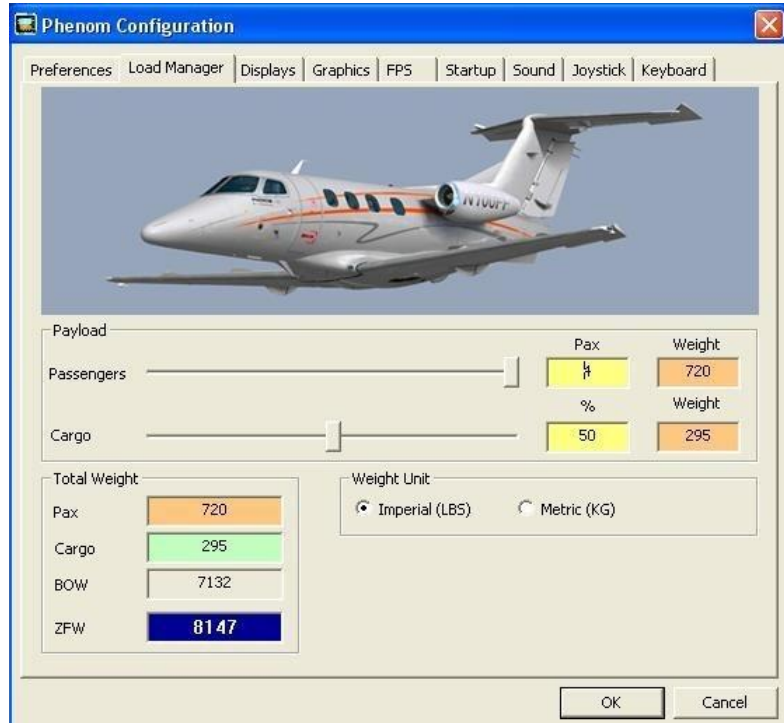 Phenom Configuration
Preferences Load Manager Displays Graphics FPS Startup Sound Joystick Keyboard
Payload
Pax Weight
Passengers 720
% Weight
Cargo 50 295
Total Weight
Pax 720
Cargo 295
BOW 7132
ZFW 8147
Weight Unit
Imperial (LBS) Metric (KG)
OK Cancel